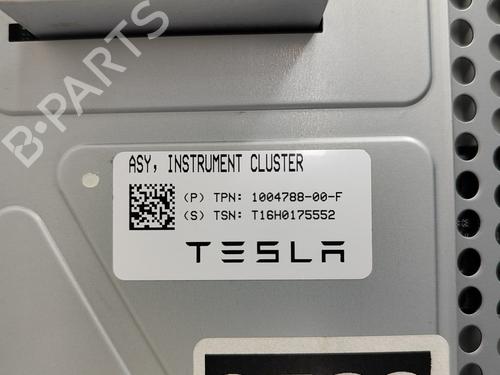 B-PARTS
ASY, INSTRUMENT CLUSTER
(P) TPN: 1004788-00-F
(S) TSN: T16H0175552
TESLA